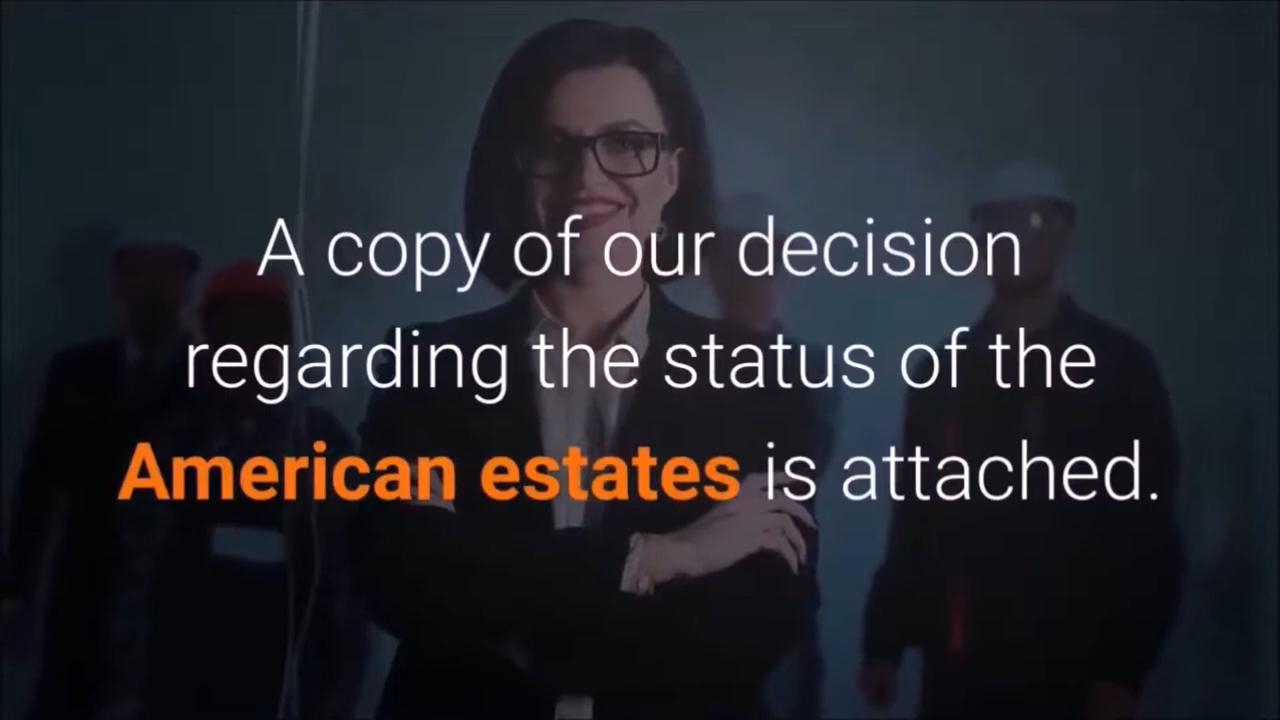 A copy of our decision
regarding the status of the
American estates is attached.